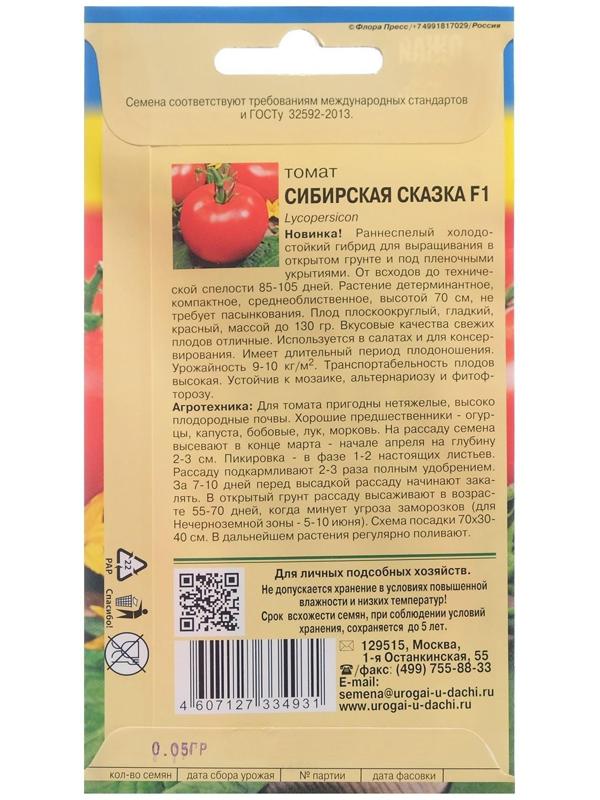 © Флора Пресс/+7 4991817029/Россия
Семена соответствуют требованиям международных стандартов
и ГОСТу 32592-2013.
томат
СИБИРСКАЯ СКАЗКА F1
Lycopersicon
Новинка! Раннеспелый холодо-
стойкий гибрид для выращивания в
открытом грунте и под пленочными
укрытиями. От всходов до техниче-
ской спелости 85-105 дней. Растение детерминантное,
компактное, среднеоблиственное, высотой 70 см, не
требует пасынкования. Плод плоскоокруглый, гладкий,
красный, массой до 130 гр. Вкусовые качества свежих
плодов отличные. Используется в салатах и для консер-
вирования. Имеет длительный период плодоношения.
Урожайность 9-10 кг/м². Транспортабельность плодов
высокая. Устойчив к мозаике, альтернариозу и фитоф-
торозу.
Агротехника: Для томата пригодны нетяжелые, высоко
плодородные почвы. Хорошие предшественники - огур-
цы, капуста, бобовые, лук, морковь. На рассаду семена
высевают в конце марта - начале апреля на глубину
2-3 см. Пикировка - в фазе 1-2 настоящих листьев.
Рассаду подкармливают 2-3 раза полным удобрением.
За 7-10 дней перед высадкой рассаду начинают зака-
лять. В открытый грунт рассаду высаживают в возрас-
те 55-70 дней, когда минует угроза заморозков (для
Нечерноземной зоны - 5-10 июня). Схема посадки 70х30-
40 см. В дальнейшем растения регулярно поливают.
22
PAP
Спасибо!
Для личных подсобных хозяйств.
Не допускается хранение в условиях повышенной
влажности и низких температур!
Срок всхожести семян, при соблюдении условий
хранения, сохраняется до 5 лет.
129515, Москва,
1-я Останкинская, 55
/факс: (499) 755-88-33
E-mail:
semena@urogai-u-dachi.ru
www.urogai-u-dachi.ru
4 607127 334931
0.05ГР
кол-во семян
дата сбора урожая
№ партии
дата фасовки